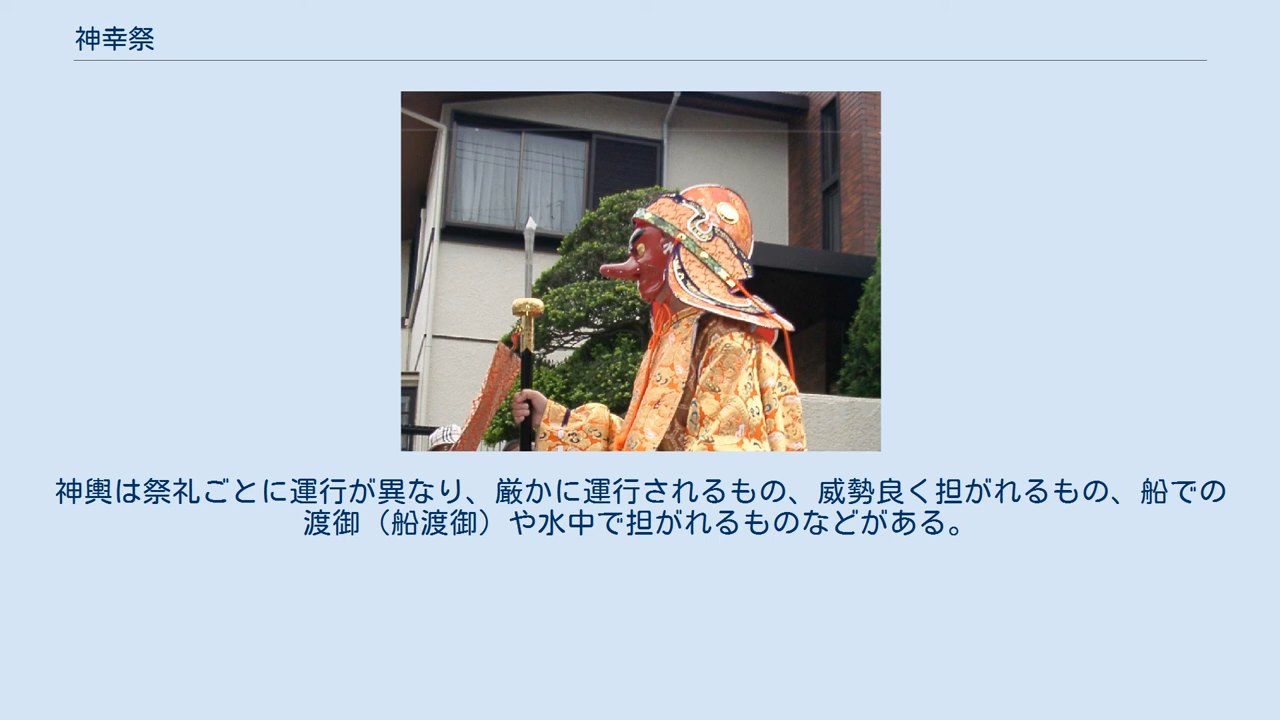 神幸祭
神輿は祭礼ごとに運行が異なり、厳かに運行されるもの、威勢良く担がれるもの、船での
渡御（船渡御）や水中で担がれるものなどがある。